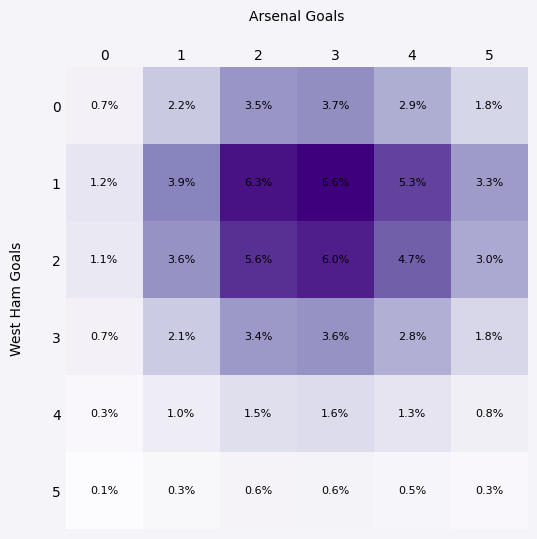 Arsenal Goals
0 1 2 3 4 5
0 0.7% 2.2% 3.5% 3.7% 2.9% 1.8%
1 1.2% 3.9% 6.3% 6.6% 5.3% 3.3%
2 1.1% 3.6% 5.6% 6.0% 4.7% 3.0%
3 0.7% 2.1% 3.4% 3.6% 2.8% 1.8%
4 0.3% 1.0% 1.5% 1.6% 1.3% 0.8%
5 0.1% 0.3% 0.6% 0.6% 0.5% 0.3%
West Ham Goals